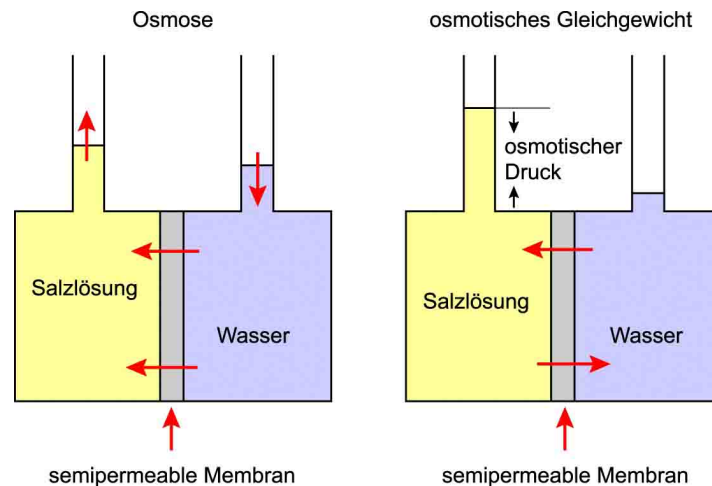 Osmose
osmotisches Gleichgewicht
osmotischer
Druck
Salzlösung
Wasser
Salzlösung
Wasser
semipermeable Membran
semipermeable Membran